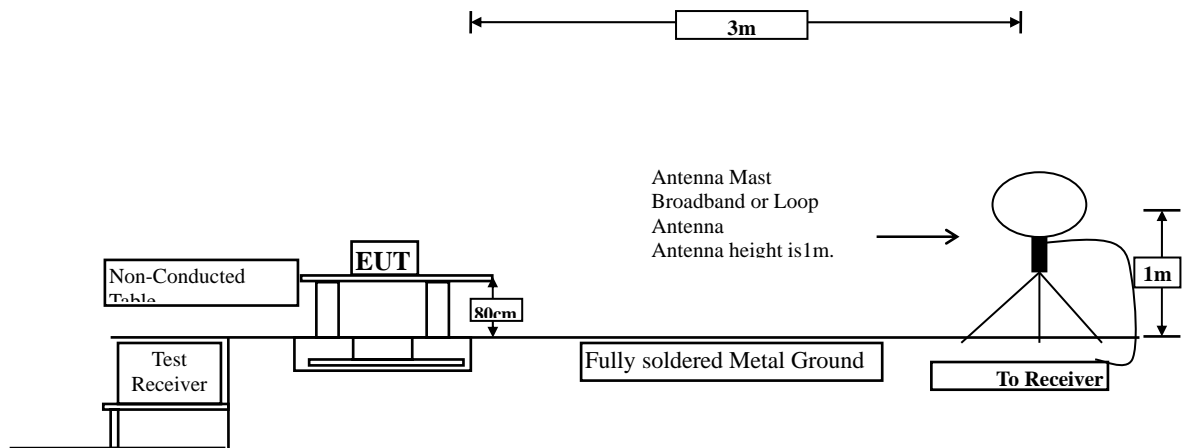 3m
Antenna Mast
Broadband or Loop
Antenna
Antenna height is1m.
EUT
Non-Conducted
Table
80cm
1m
Test
Receiver
Fully soldered Metal Ground
To Receiver